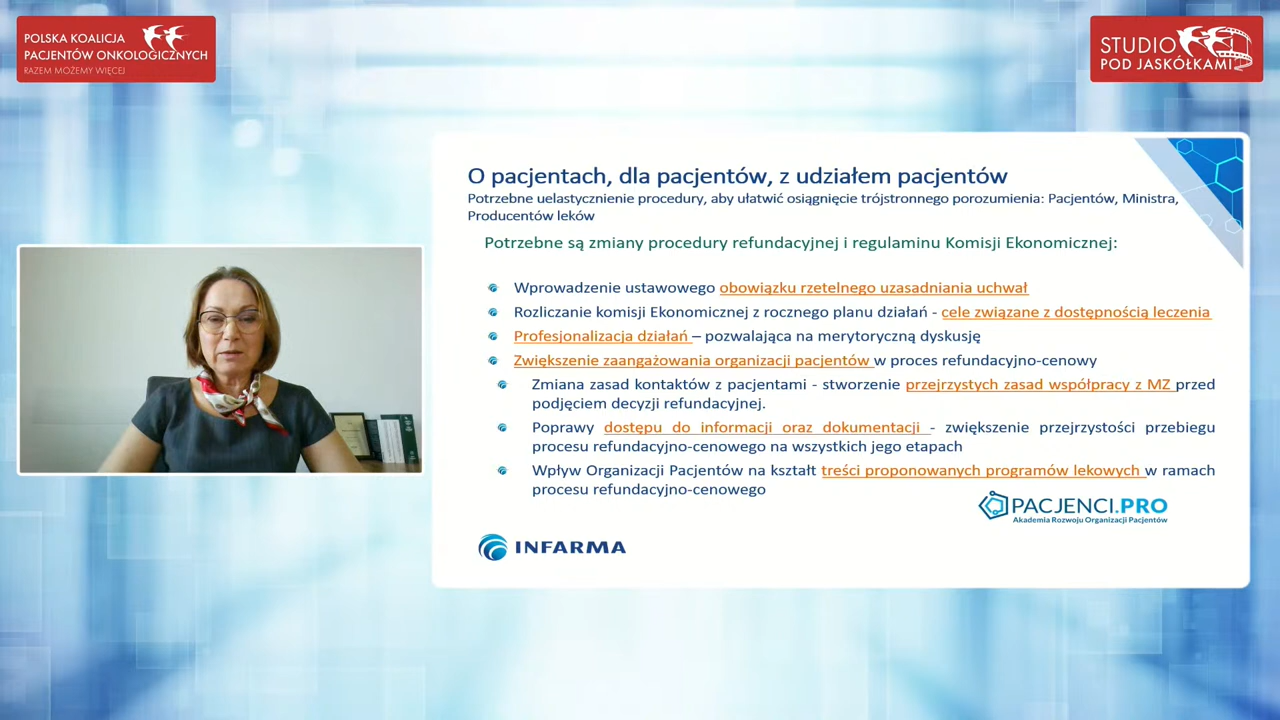 POLSKA KOALICJA
PACJENTÓW ONKOLOGICZNYCH
RAZEM MOŻEMY WIĘCEJ
STUDIO
POD JASKÓŁKAMI
O pacjentach, dla pacjentów, z udziałem pacjentów
Potrzebne uelastycznienie procedury, aby ułatwić osiągnięcie trójstronnego porozumienia: Pacjentów, Ministra,
Producentów leków
Potrzebne są zmiany procedury refundacyjnej i regulaminu Komisji Ekonomicznej:
Wprowadzenie ustawowego obowiązku rzetelnego uzasadniania uchwał
Rozliczanie komisji Ekonomicznej z rocznego planu działań - cele związane z dostępnością leczenia
Profesjonalizacja działań – pozwalająca na merytoryczną dyskusję
Zwiększenie zaangażowania organizacji pacjentów w proces refundacyjno-cenowy
Zmiana zasad kontaktów z pacjentami - stworzenie przejrzystych zasad współpracy z MZ przed
podjęciem decyzji refundacyjnej.
Poprawy dostępu do informacji oraz dokumentacji - zwiększenie przejrzystości przebiegu
procesu refundacyjno-cenowego na wszystkich jego etapach
Wpływ Organizacji Pacjentów na kształt treści proponowanych programów lekowych w ramach
procesu refundacyjno-cenowego
PACJENCI.PRO
Akademia Rozwoju Organizacji Pacjentów
INFARMA